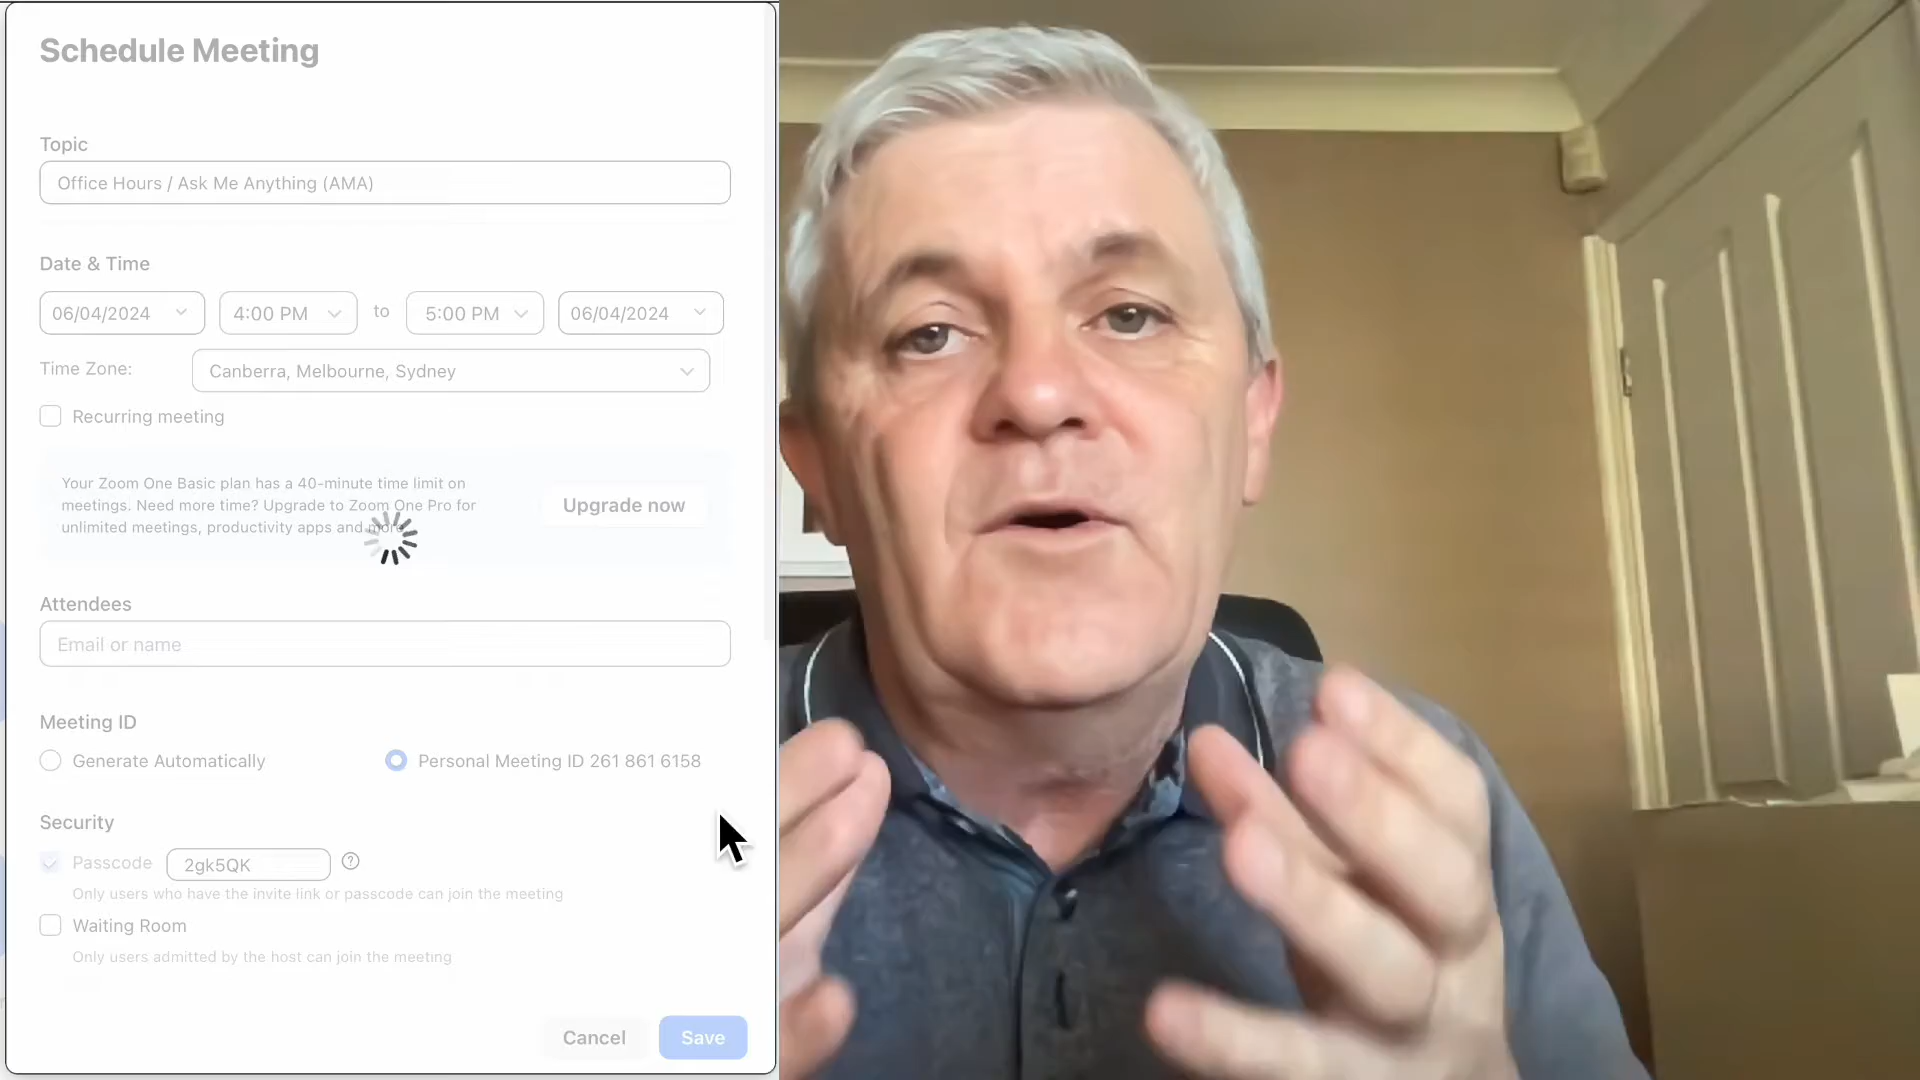 Schedule Meeting
Topic
Office Hours / Ask Me Anything (AMA)
Date & Time
06/04/2024 4:00 PM to 5:00 PM 06/04/2024
Time Zone: Canberra, Melbourne, Sydney
Recurring meeting
Your Zoom One Basic plan has a 40-minute time limit on
meetings. Need more time? Upgrade to Zoom One Pro for
unlimited meetings, productivity apps and more.
Upgrade now
Attendees
Email or name
Meeting ID
Generate Automatically Personal Meeting ID 261 861 6158
Security
Passcode 2gk5QK ?
Only users who have the invite link or passcode can join the meeting
Waiting Room
Only users admitted by the host can join the meeting
Cancel Save